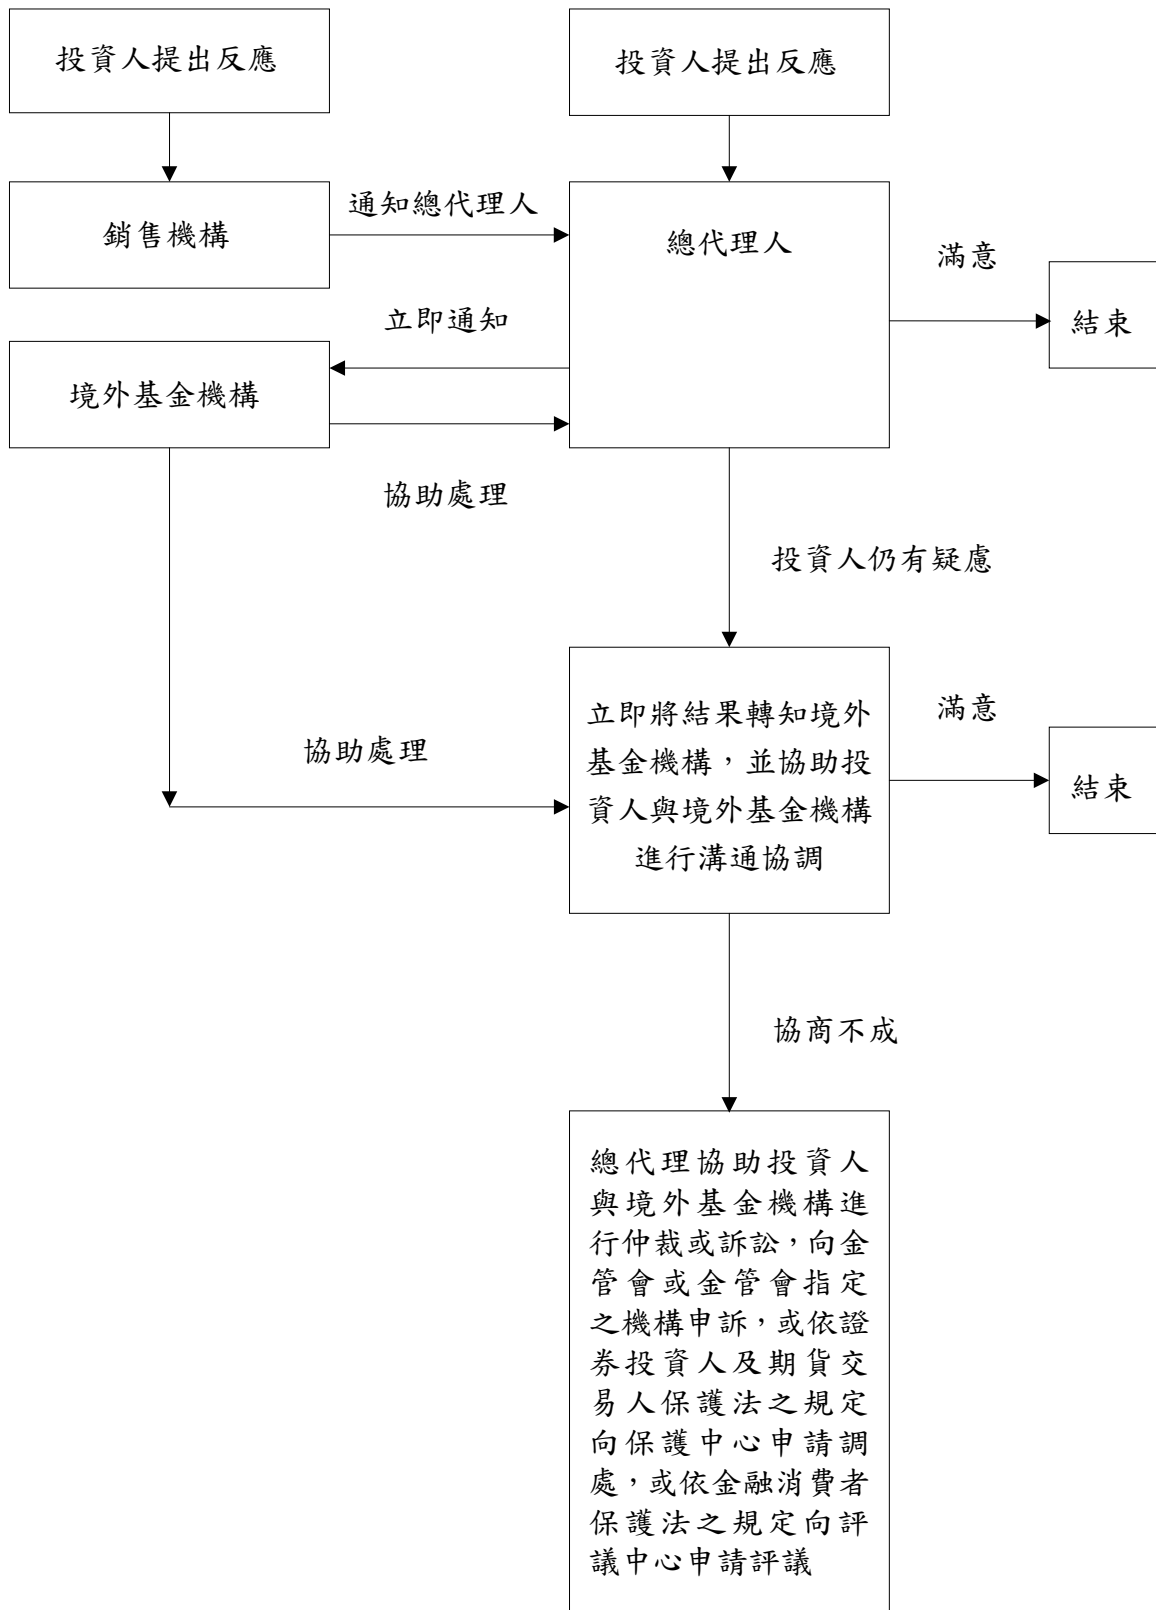 投資人提出反應
投資人提出反應
銷售機構
通知總代理人
總代理人
滿意
結束
立即通知
境外基金機構
協助處理
投資人仍有疑慮
立即將結果轉知境外
基金機構，並協助投
資人與境外基金機構
進行溝通協調
滿意
結束
協助處理
協商不成
總代理協助投資人
與境外基金機構進
行仲裁或訴訟，向金
管會或金管會指定
之機構申訴，或依證
券投資人及期貨交
易人保護法之規定
向保護中心申請調
處，或依金融消費者
保護法之規定向評
議中心申請評議